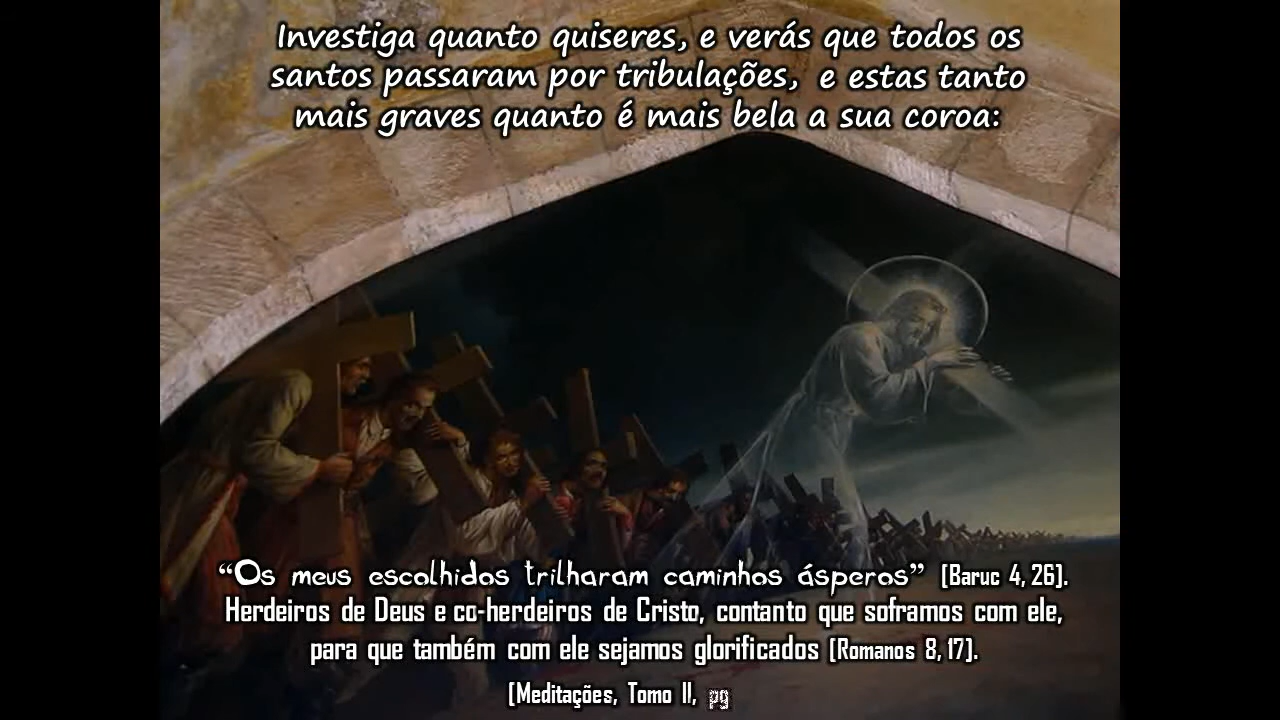 Investiga quanto quiseres, e verás que todos os
santos passaram por tribulações, e estas tanto
mais graves quanto é mais bela a sua coroa:
“Os meus escolhidos trilharam caminhos ásperos” [Baruc 4, 26].
Herdeiros de Deus e co-herdeiros de Cristo, contanto que soframos com ele,
para que também com ele sejamos glorificados [Romanos 8, 17].
[Meditações, Tomo II, pg